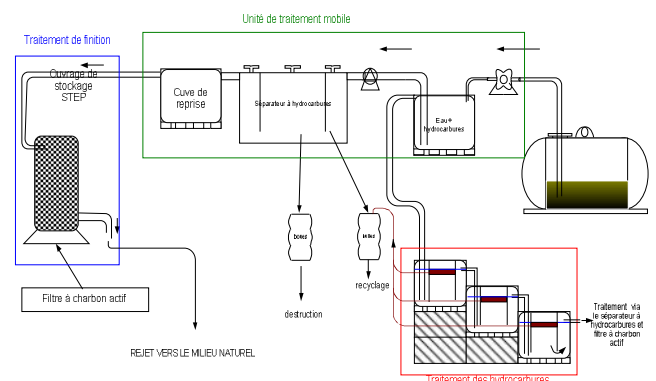 Unité de traitement mobile
Traitement de finition
Ouvrage de
stockage
STEP
Cuve de
reprise
Séparateur à hydrocarbures
Eau +
hydrocarbures
boues
huiles
destruction
recyclage
Filtre à charbon actif
REJET VERS LE MILIEU NATUREL
Traitement via
le séparateur à
hydrocarbures et
filtre à charbon
actif
Traitement des hydrocarbures